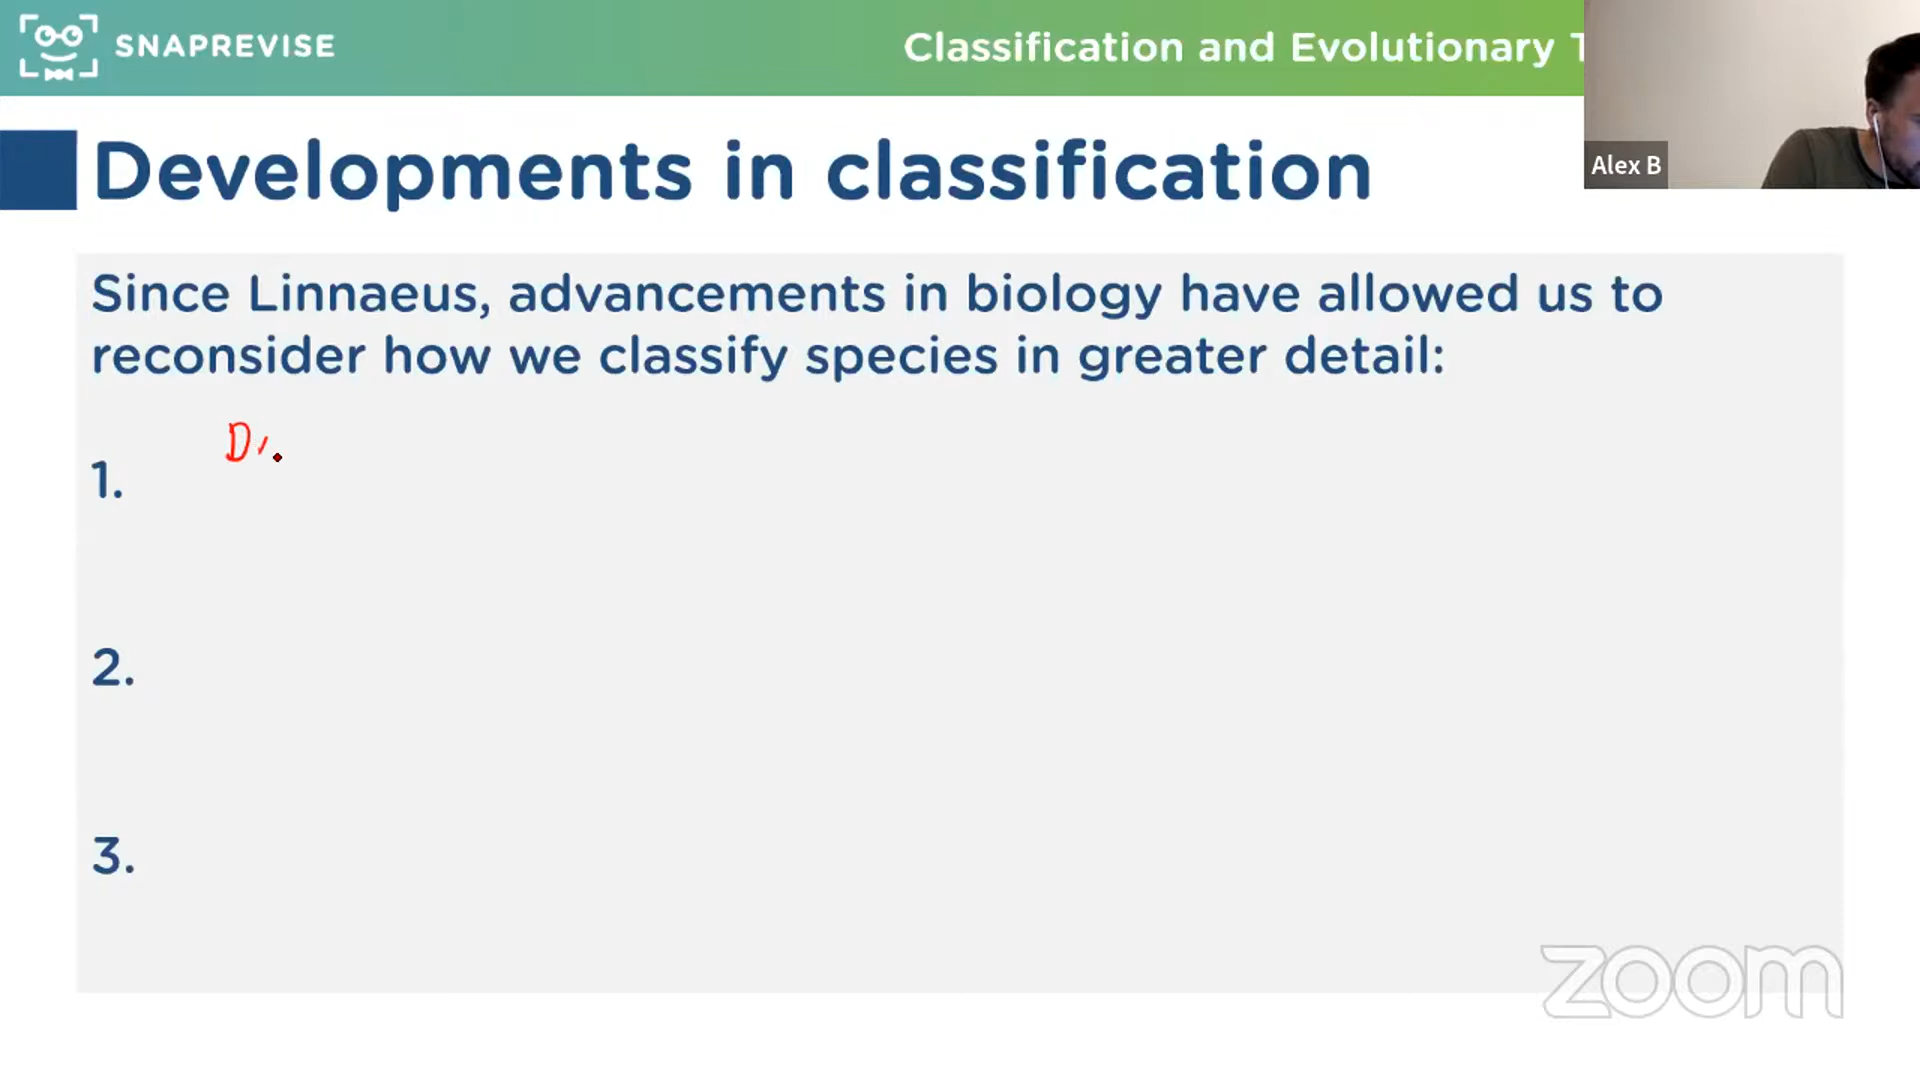 SNAPREVISE
Classification and Evolutionary
Alex B
Developments in classification
Since Linnaeus, advancements in biology have allowed us to
reconsider how we classify species in greater detail:
D
1.
2.
3.
zoom